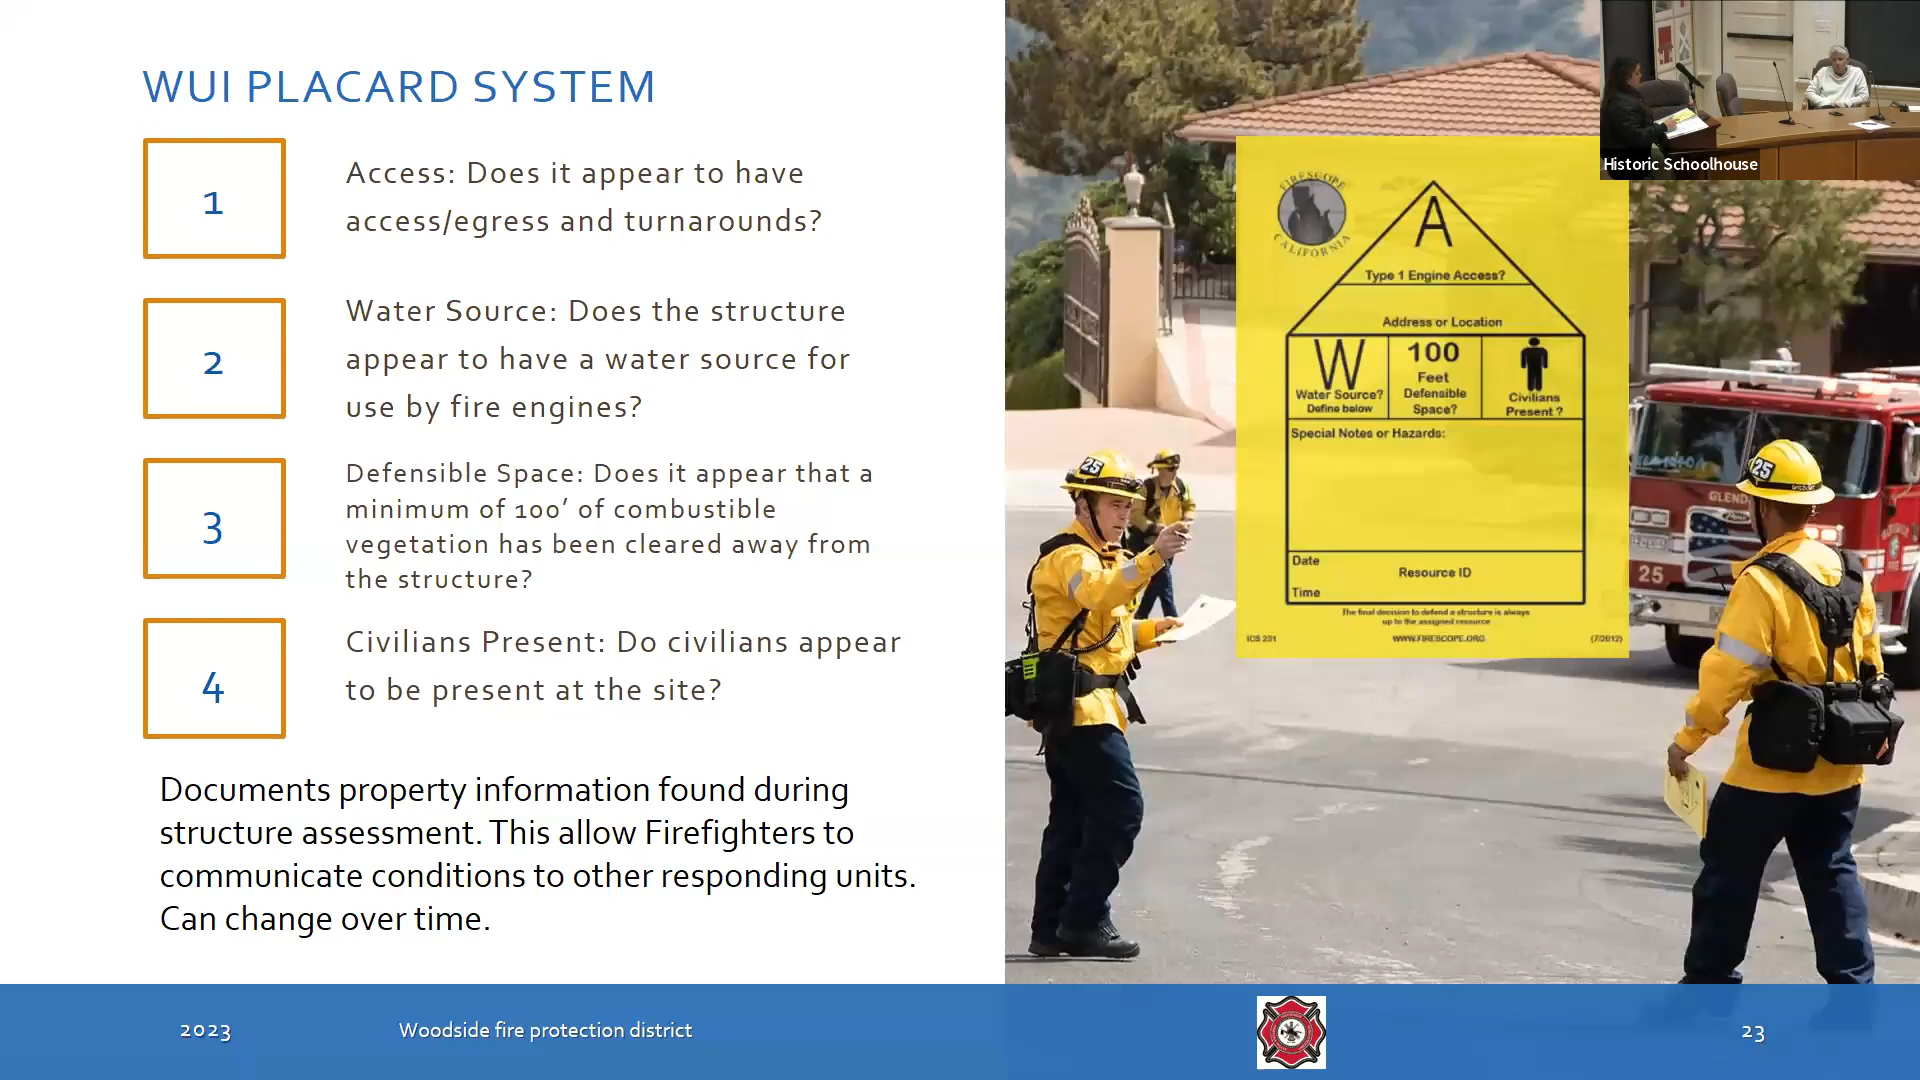 WUI PLACARD SYSTEM
1
Access: Does it appear to have
access/egress and turnarounds?
2
Water Source: Does the structure
appear to have a water source for
use by fire engines?
3
Defensible Space: Does it appear that a
minimum of 100’ of combustible
vegetation has been cleared away from
the structure?
4
Civilians Present: Do civilians appear
to be present at the site?
Documents property information found during
structure assessment. This allow Firefighters to
communicate conditions to other responding units.
Can change over time.
FIRESCOPE
CALIFORNIA
A
Type 1 Engine Access?
Address or Location
W
Water Source?
Define below
100
Feet
Defensible
Space?
Civilians
Present ?
Special Notes or Hazards:
Date
Resource ID
Time
The final decision to defend a structure is always
up to the assigned resource
ICS 231
WWW.FIRESCOPE.ORG
(7/2012)
25
25
GLEND
25
Historic Schoolhouse
2023
Woodside fire protection district
23